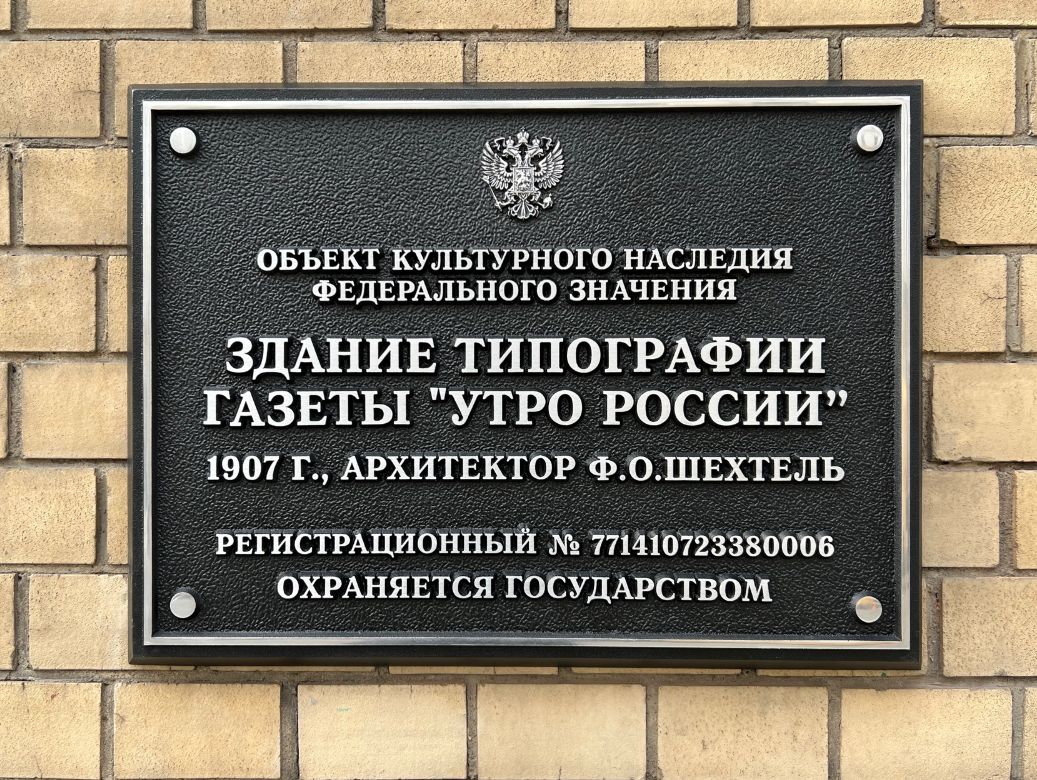 ОБЪЕКТ КУЛЬТУРНОГО НАСЛЕДИЯ
ФЕДЕРАЛЬНОГО ЗНАЧЕНИЯ
ЗДАНИЕ ТИПОГРАФИИ
ГАЗЕТЫ "УТРО РОССИИ”
1907 Г., АРХИТЕКТОР Ф.О.ШЕХТЕЛЬ
РЕГИСТРАЦИОННЫЙ № 771410723380006
ОХРАНЯЕТСЯ ГОСУДАРСТВОМ